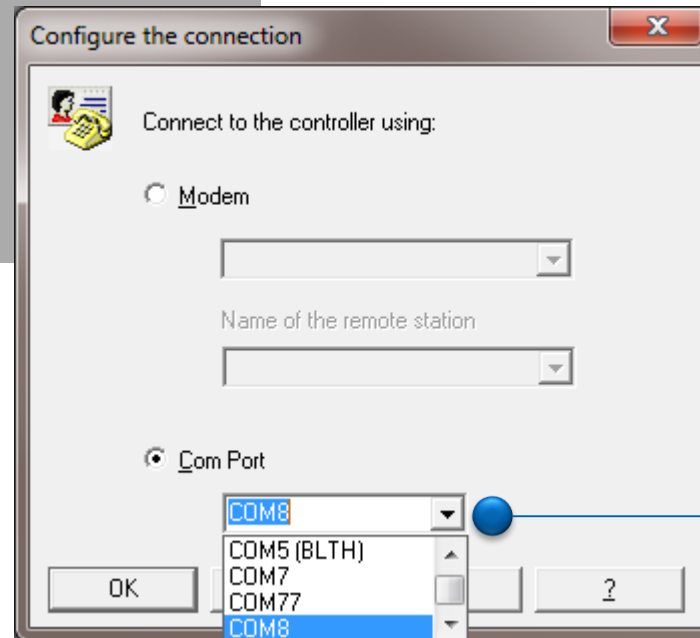 Configure the connection
Connect to the controller using:
Modem
Name of the remote station
Com Port
COM8
COM5 (BLTH)
COM7
COM77
COM8
OK
?